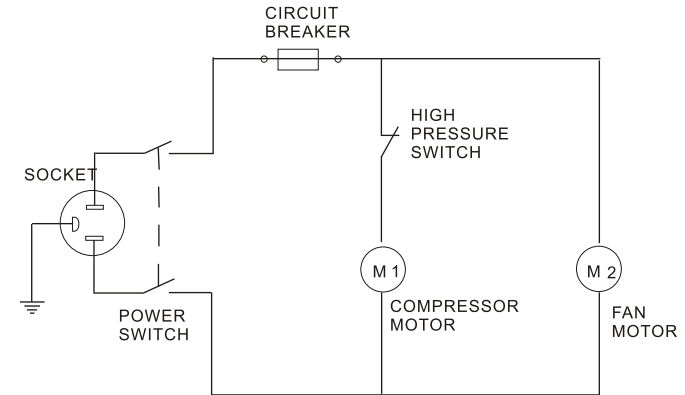 CIRCUIT
BREAKER
HIGH
PRESSURE
SWITCH
SOCKET
M 1
M 2
POWER
SWITCH
COMPRESSOR
MOTOR
FAN
MOTOR